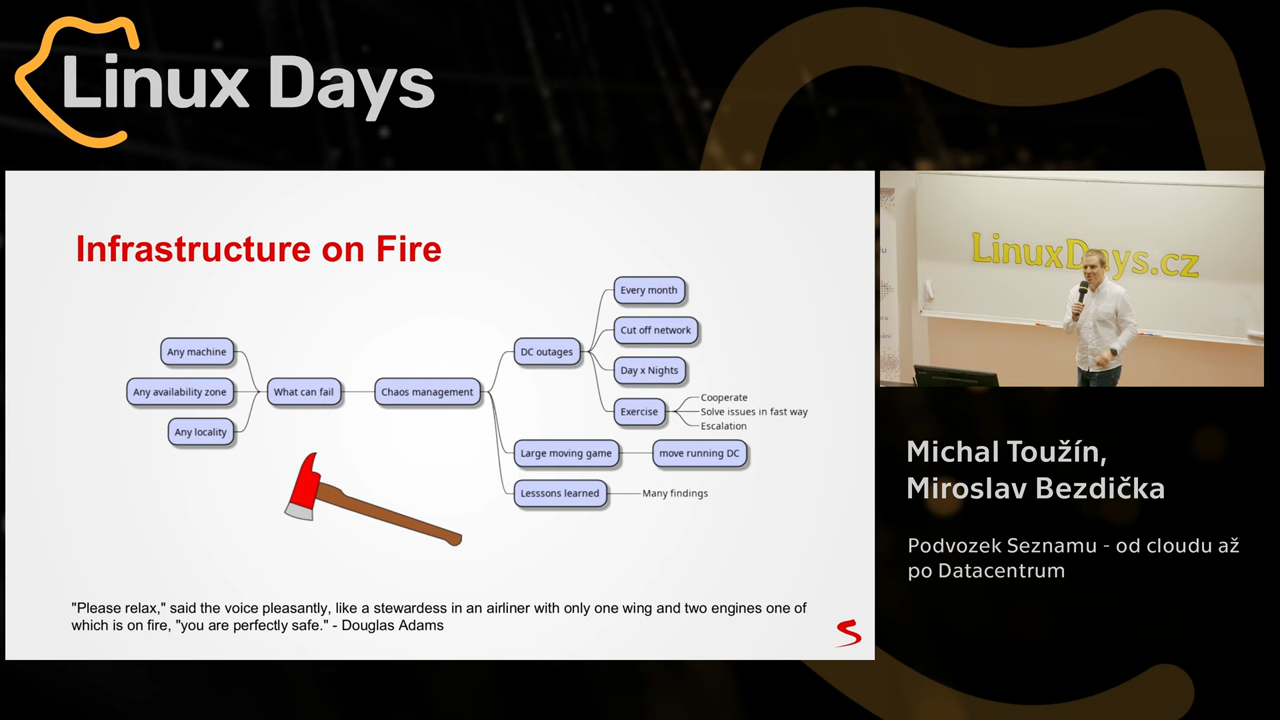 Linux Days
Infrastructure on Fire
Any machine
Any availability zone
Any locality
What can fail
Chaos management
DC outages
Every month
Cut off network
Day x Nights
Exercise
Cooperate
Solve issues in fast way
Escalation
Large moving game
move running DC
Lesssons learned
Many findings
"Please relax," said the voice pleasantly, like a stewardess in an airliner with only one wing and two engines one of
which is on fire, "you are perfectly safe." - Douglas Adams
LinuxDays.cz
Michal Toužín,
Miroslav Bezdička
Podvozek Seznamu - od cloudu až
po Datacentrum